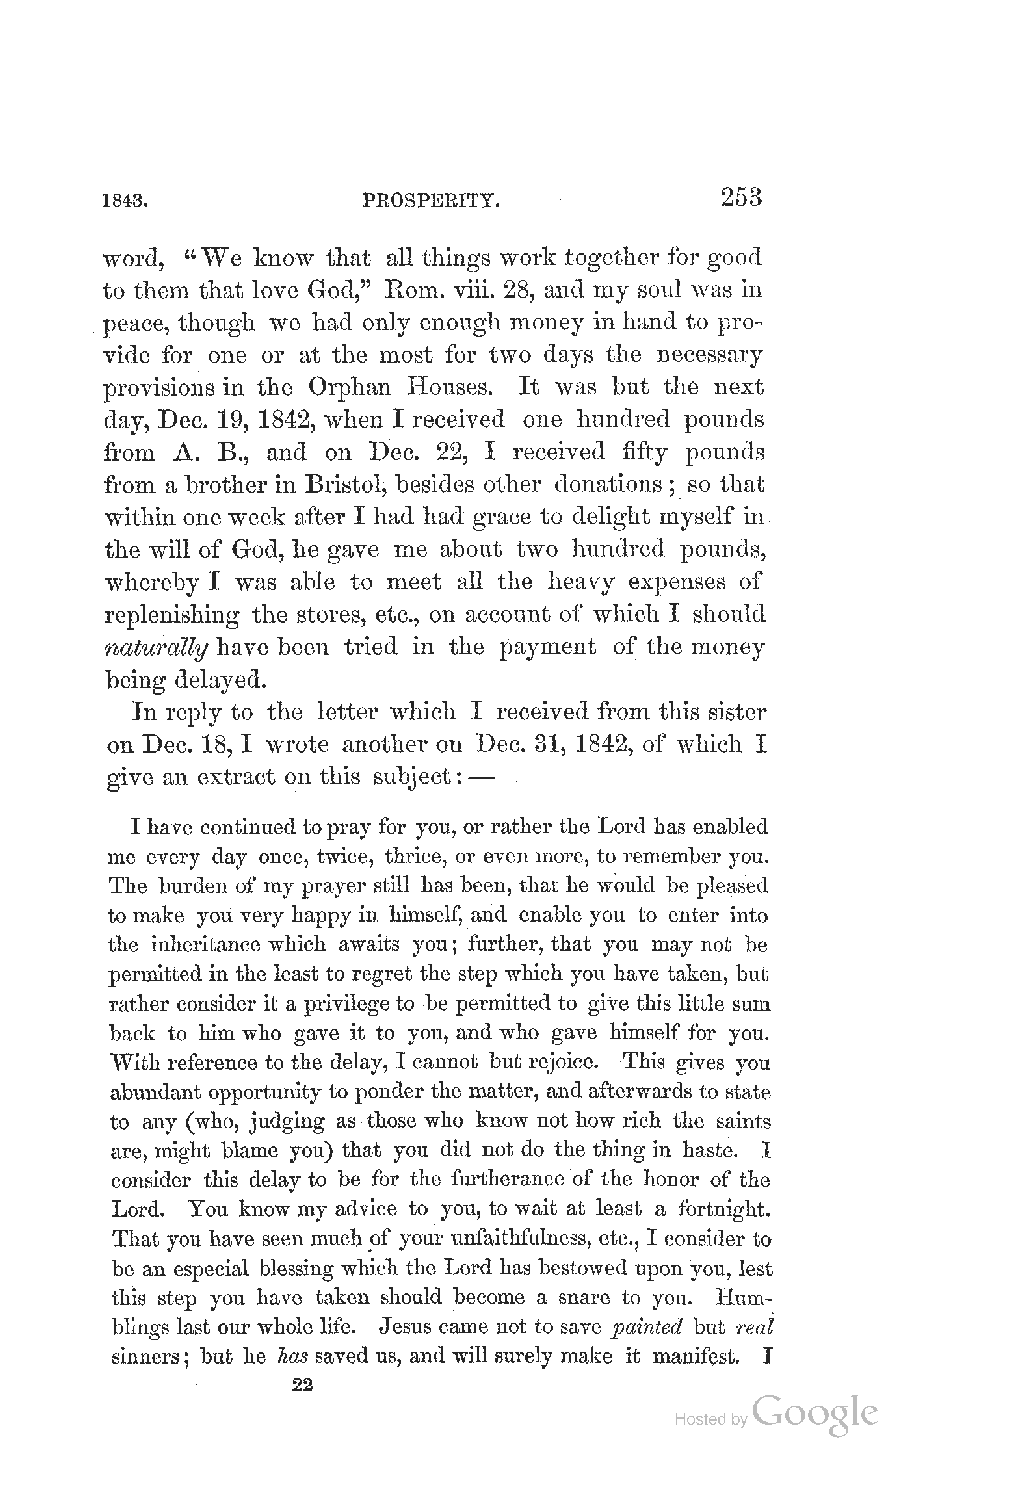 1843. PROSPERITY. 253
word, “We know that all things work together for good
to them that love God,” Rom. viii. 28, and my soul was in
peace, though we had only enough money in hand to pro-
vide for one or at the most for two days the necessary
provisions in the Orphan Houses. It was but the next
day, Dec. 19, 1842, when I received one hundred pounds
from A. B., and on Dec. 22, I received fifty pounds
from a brother in Bristol, besides other donations; so that
within one week after I had had grace to delight myself in
the will of God, he gave me about two hundred pounds,
whereby I was able to meet all the heavy expenses of
replenishing the stores, etc., on account of which I should
naturally have been tried in the payment of the money
being delayed.
In reply to the letter which I received from this sister
on Dec. 18, I wrote another on Dec. 31, 1842, of which I
give an extract on this subject: —
I have continued to pray for you, or rather the Lord has enabled
me every day once, twice, thrice, or even more, to remember you.
The burden of my prayer still has been, that he would be pleased
to make you very happy in himself, and enable you to enter into
the inheritance which awaits you; further, that you may not be
permitted in the least to regret the step which you have taken, but
rather consider it a privilege to be permitted to give this little sum
back to him who gave it to you, and who gave himself for you.
With reference to the delay, I cannot but rejoice. This gives you
abundant opportunity to ponder the matter, and afterwards to state
to any (who, judging as those who know not how rich the saints
are, might blame you) that you did not do the thing in haste. I
consider this delay to be for the furtherance of the honor of the
Lord. You know my advice to you, to wait at least a fortnight.
That you have seen much of your unfaithfulness, etc., I consider to
be an especial blessing which the Lord has bestowed upon you, lest
this step you have taken should become a snare to you. Hum-
blings last our whole life. Jesus came not to save painted but real
sinners; but he has saved us, and will surely make it manifest. I
22
Hosted by Google